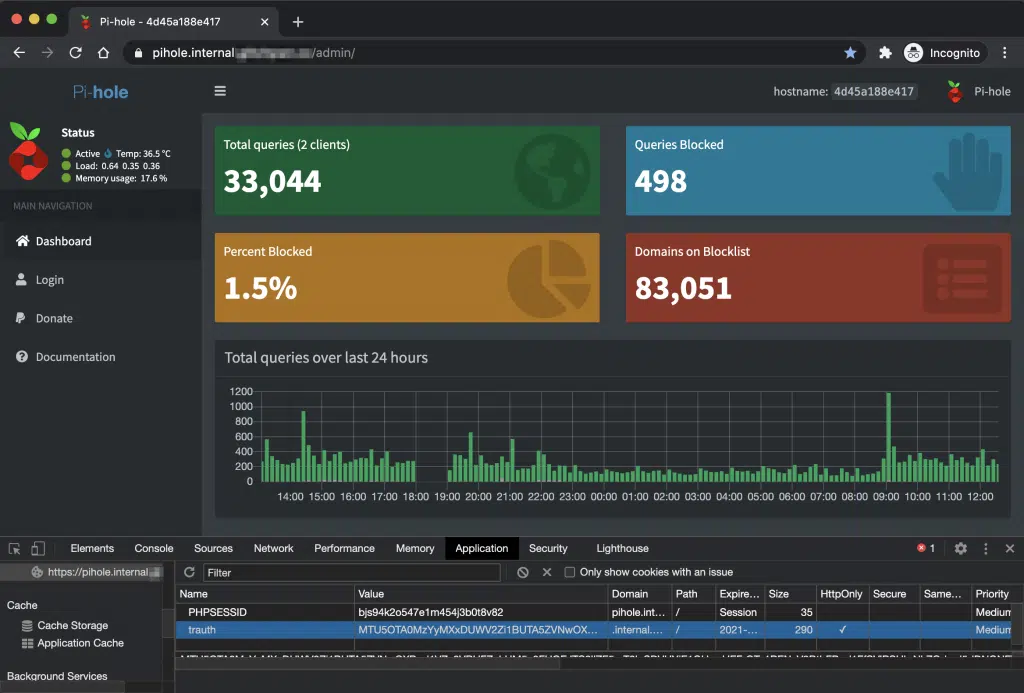 Pi-hole - 4d45a188e417
pihole.internal /admin/
Incognito
Pi-hole
hostname: 4d45a188e417
Pi-hole
Status
Active Temp: 36.5 °C
Load: 0.64 0.35 0.36
Memory usage: 17.6 %
MAIN NAVIGATION
Dashboard
Login
Donate
Documentation
Total queries (2 clients)
33,044
Queries Blocked
498
Percent Blocked
1.5%
Domains on Blocklist
83,051
Total queries over last 24 hours
1200
1000
800
600
400
200
0
14:00 15:00 16:00 17:00 18:00 19:00 20:00 21:00 22:00 23:00 00:00 01:00 02:00 03:00 04:00 05:00 06:00 07:00 08:00 09:00 10:00 11:00 12:00
Elements Console Sources Network Performance Memory Application Security Lighthouse 1
https://pihole.internal
Filter
Only show cookies with an issue
Cache
Cache Storage
Application Cache
Background Services
Name Value Domain Path Expire... Size HttpOnly Secure Same... Priority
PHPSESSID bjs94k2o547e1m454j3b0t8v82 pihole.int... / Session 35 Medium
trauth MTU5OTA0MzYyMXxDUWV2Zi1BUTA5ZVNwOX... .internal.... / 2021-... 290 ✓ Medium